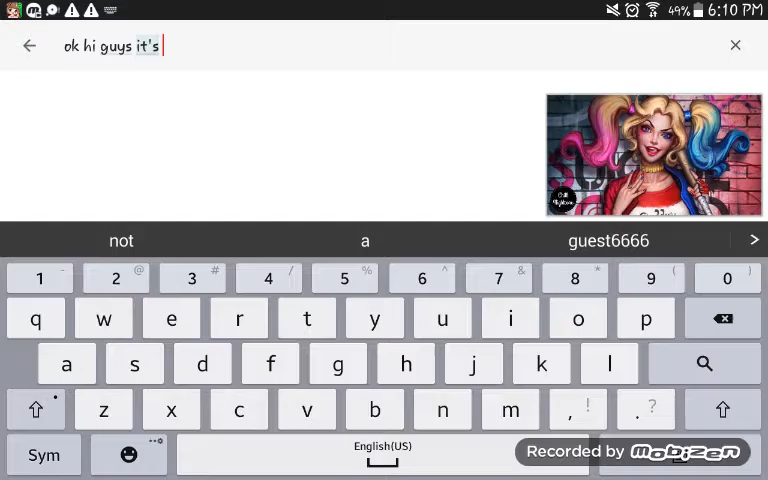 49% 6:10 PM
ok hi guys it's
not a guest6666
1 - 2 @ 3 # 4 / 5 % 6 ^ 7 & 8 * 9 ( 0 )
q w e r t y u i o p
a s d f g h j k l
z x c v b n m , ! . ?
Sym English(US)
Recorded by MOBIZEN